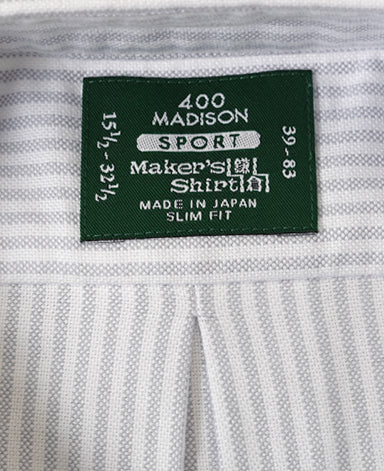 400
MADISON
SPORT
Maker's 鎌
Shirt 倉
MADE IN JAPAN
SLIM FIT
15½-32½
39-83